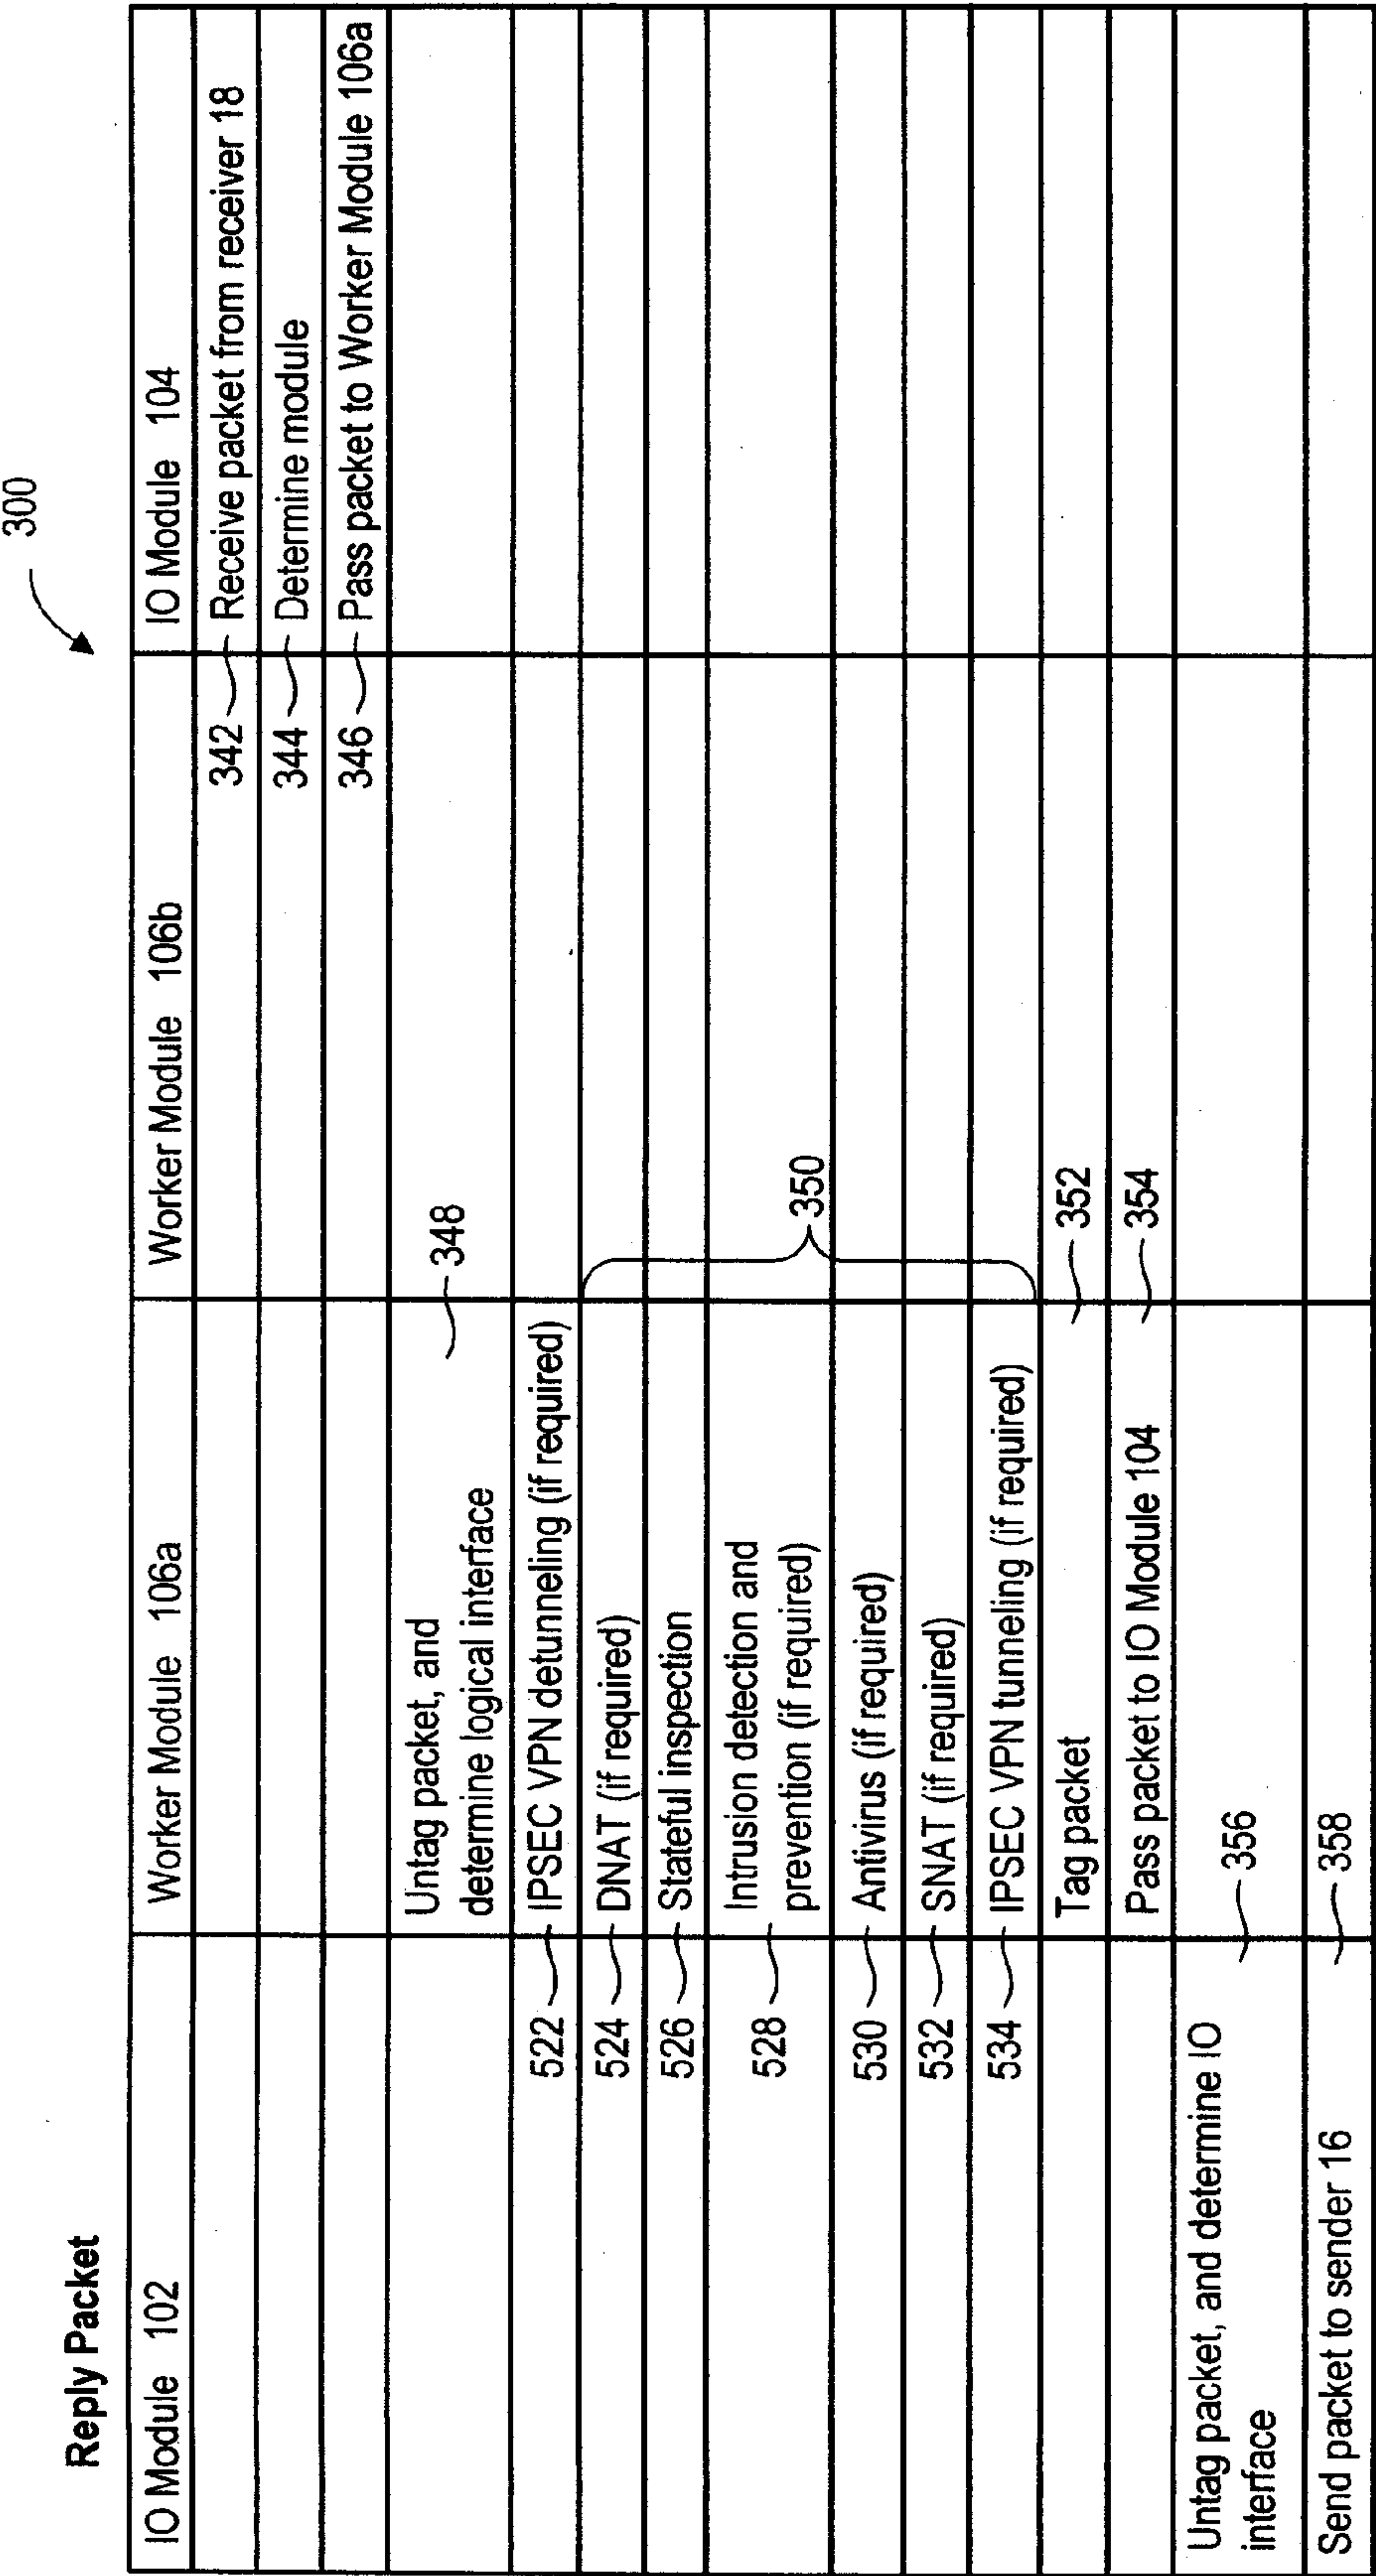 Reply Packet
300
IO Module 102
Worker Module 106a
Worker Module 106b
IO Module 104
342
Receive packet from receiver 18
344
Determine module
346
Pass packet to Worker Module 106a
Untag packet, and
determine logical interface
348
522
IPSEC VPN detunneling (if required)
524
DNAT (if required)
526
Stateful inspection
528
Intrusion detection and
prevention (if required)
350
530
Antivirus (if required)
532
SNAT (if required)
534
IPSEC VPN tunneling (if required)
Tag packet
352
Pass packet to IO Module 104
354
Untag packet, and determine IO
interface
356
Send packet to sender 16
358